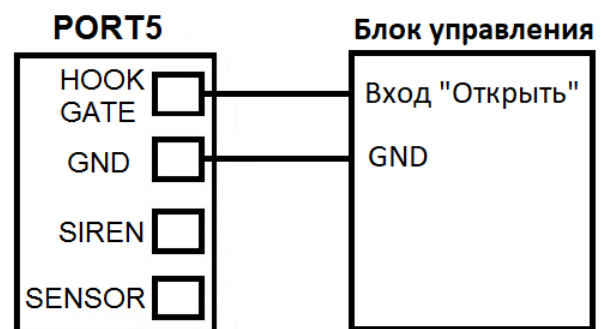 PORT5
Блок управления
HOOK
GATE
Вход "Открыть"
GND
GND
SIREN
SENSOR